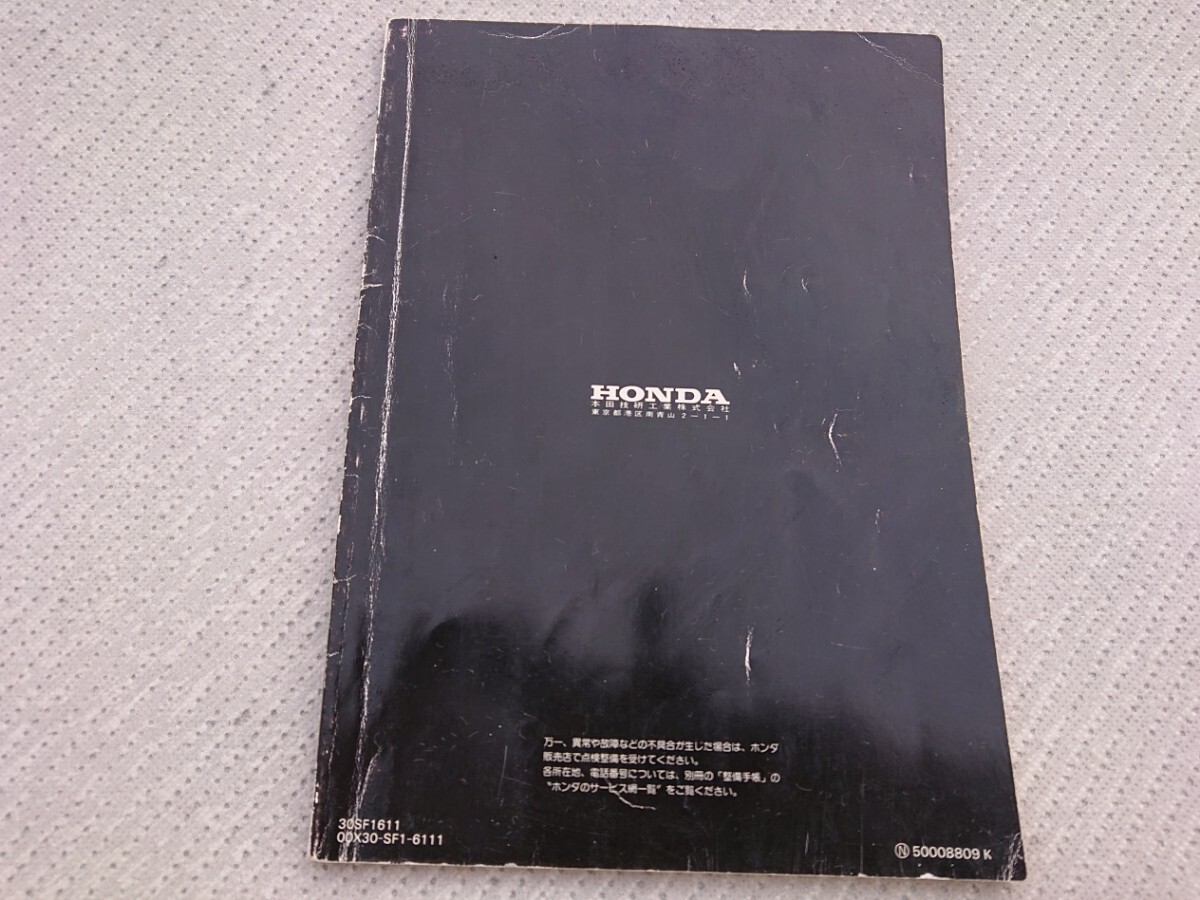 HONDA
本田技研工業株式会社
東京都港区南青山2-1-1
万一、異常や故障などの不具合が生じた場合は、ホンダ
販売店で点検整備を受けてください。
各所在地、電話番号については、別冊の「整備手帳」の
"ホンダのサービス網一覧"をご覧ください。
30SF1611
00X30-SF1-6111
Ⓝ 50008809 K